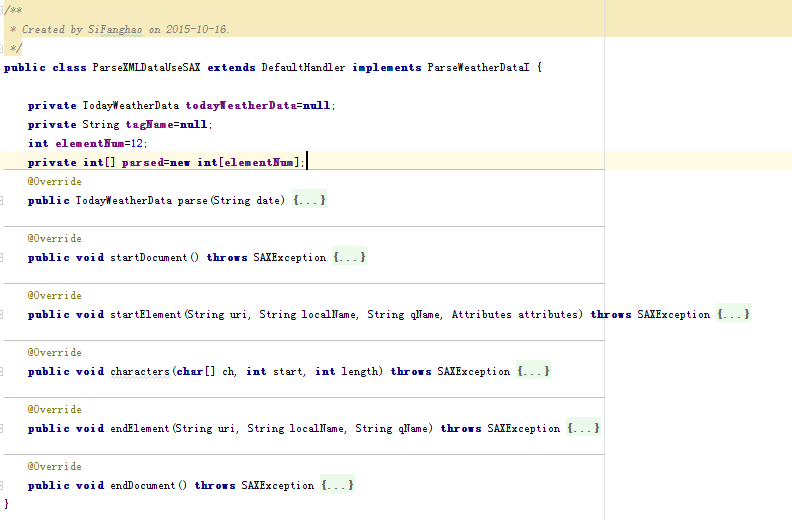 /**
 * Created by SiFanghao on 2015-10-16.
 */
public class ParseXMLDataUseSAX extends DefaultHandler implements ParseWeatherDataI {
private TodayWeatherData todayWeatherData=null;
private String tagName=null;
int elementNum=12;
private int[] parsed=new int[elementNum];
@Override
public TodayWeatherData parse(String date) {...}
@Override
public void startDocument() throws SAXException {...}
@Override
public void startElement(String uri, String localName, String qName, Attributes attributes) throws SAXException {...}
@Override
public void characters(char[] ch, int start, int length) throws SAXException {...}
@Override
public void endElement(String uri, String localName, String qName) throws SAXException {...}
@Override
public void endDocument() throws SAXException {...}
}